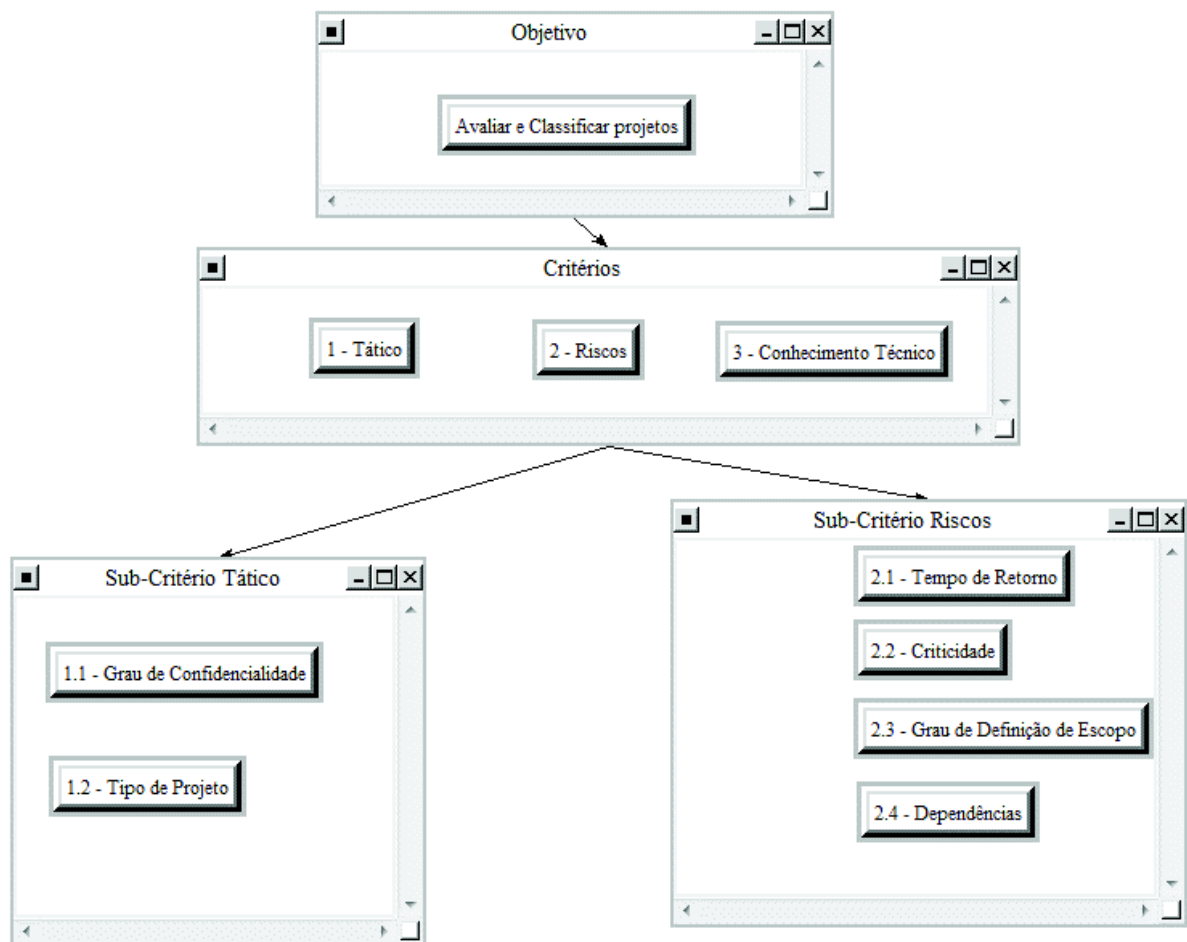 Objetivo
Avaliar e Classificar projetos
Critérios
1 - Tático
2 - Riscos
3 - Conhecimento Técnico
Sub-Critério Tático
1.1 - Grau de Confidencialidade
1.2 - Tipo de Projeto
Sub-Critério Riscos
2.1 - Tempo de Retorno
2.2 - Criticidade
2.3 - Grau de Definição de Escopo
2.4 - Dependências